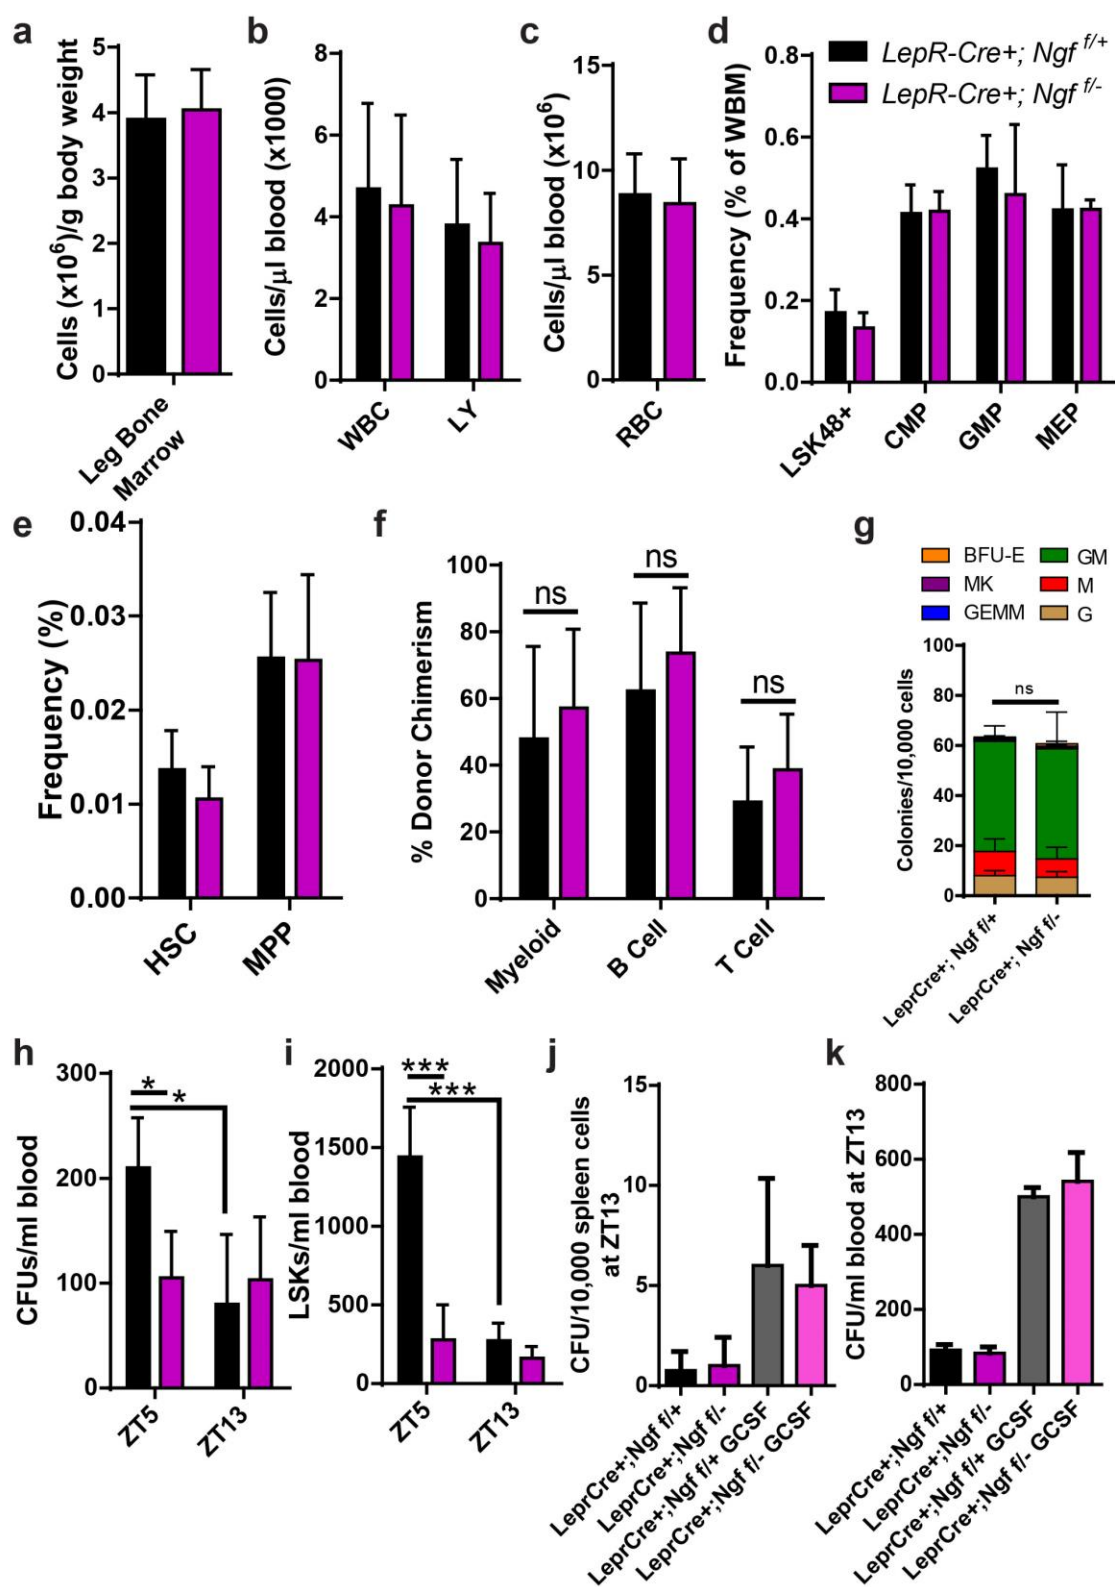 a
Cells (x10⁶)/g body weight
5
4
3
2
1
0
Leg Bone
Marrow
b
Cells/µl blood (x1000)
8
6
4
2
0
WBC
LY
c
Cells/µl blood (x10⁶)
15
10
5
0
RBC
d
Frequency (% of WBM)
0.8
0.6
0.4
0.2
0.0
LepR-Cre+; Ngf f/+
LepR-Cre+; Ngf f/-
LSK48+
CMP
GMP
MEP
e
Frequency (%)
0.04
0.03
0.02
0.01
0.00
HSC
MPP
f
% Donor Chimerism
100
80
60
40
20
0
ns
ns
ns
Myeloid
B Cell
T Cell
g
BFU-E
GM
MK
M
GEMM
G
Colonies/10,000 cells
100
80
60
40
20
0
ns
LeprCre+; Ngf f/+
LeprCre+; Ngf f/-
h
CFUs/ml blood
300
200
100
0
*
*
ZT5
ZT13
i
LSKs/ml blood
2000
1500
1000
500
0
***
***
ZT5
ZT13
j
CFU/10,000 spleen cells
at ZT13
15
10
5
0
LeprCre+;Ngf f/+
LeprCre+;Ngf f/-
LeprCre+;Ngf f/+ GCSF
LeprCre+;Ngf f/- GCSF
k
CFU/ml blood at ZT13
800
600
400
200
0
LeprCre+;Ngf f/+
LeprCre+;Ngf f/-
LeprCre+;Ngf f/+ GCSF
LeprCre+;Ngf f/- GCSF